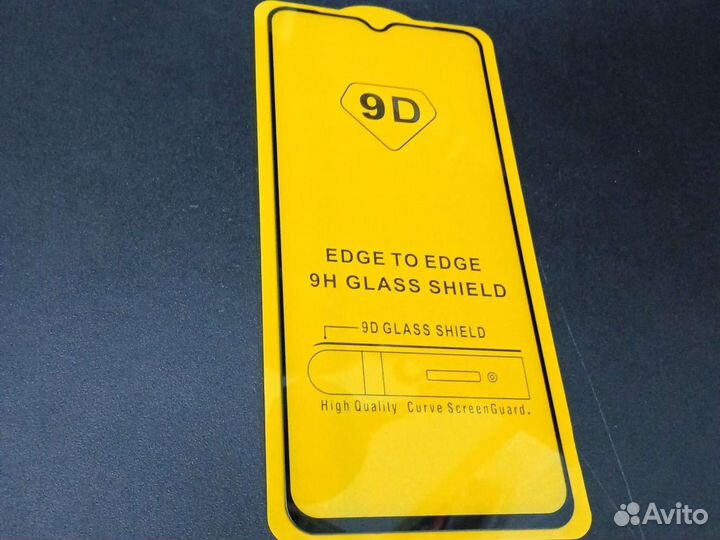 9D
EDGE TO EDGE
9H GLASS SHIELD
9D GLASS SHIELD
High Quality Curve ScreenGuard.
Avito